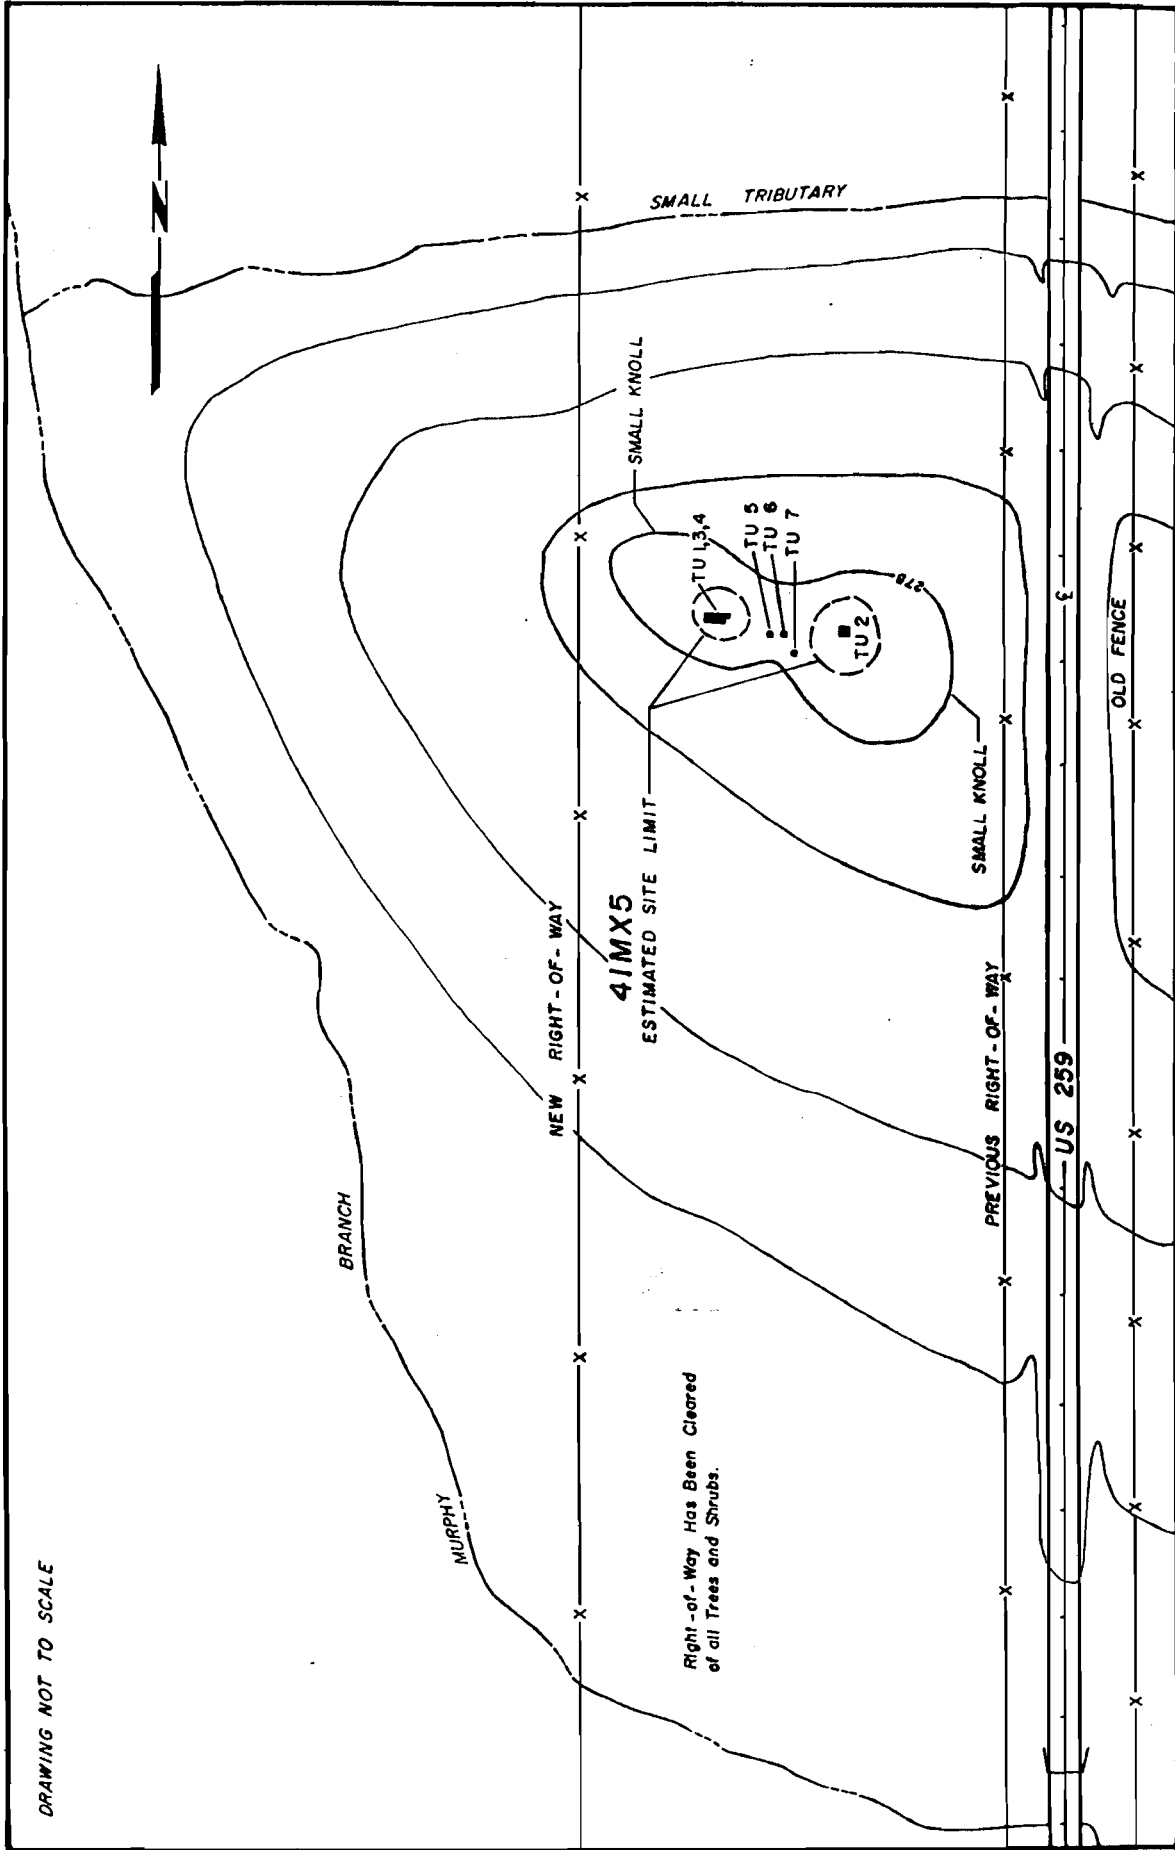 DRAWING NOT TO SCALE
N
SMALL TRIBUTARY
SMALL KNOLL
TU 1,3,4
TU 5
TU 6
TU 7
TU 2
278
NEW RIGHT-OF-WAY
41MX5
ESTIMATED SITE LIMIT
SMALL KNOLL
BRANCH
MURPHY
PREVIOUS RIGHT-OF-WAY
US 259
OLD FENCE
Right-of-Way Has Been Cleared
of all Trees and Shrubs.